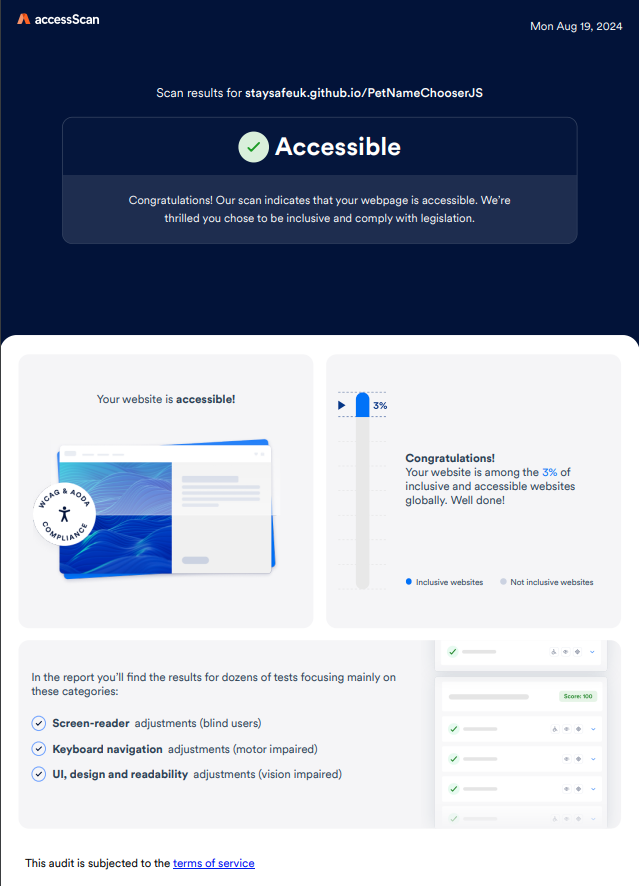 accessScan
Mon Aug 19, 2024
Scan results for staysafeuk.github.io/PetNameChooserJS
Accessible
Congratulations! Our scan indicates that your webpage is accessible. We're
thrilled you chose to be inclusive and comply with legislation.
Your website is accessible!
WCAG & AODA
COMPLIANCE
3%
Congratulations!
Your website is among the 3% of
inclusive and accessible websites
globally. Well done!
Inclusive websites
Not inclusive websites
In the report you'll find the results for dozens of tests focusing mainly on
these categories:
Screen-reader adjustments (blind users)
Keyboard navigation adjustments (motor impaired)
UI, design and readability adjustments (vision impaired)
Score: 100
This audit is subjected to the terms of service